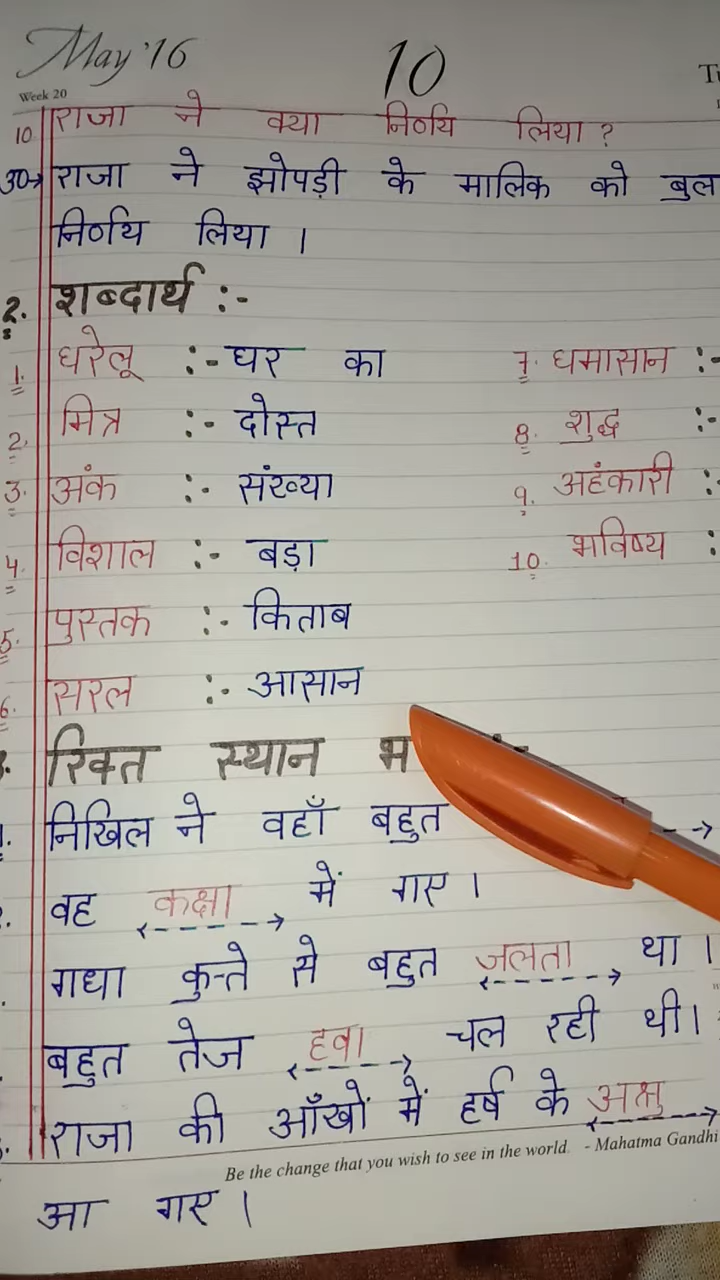 May '16 10
Week 20
10 राजा ने क्या निर्णय लिया ?
उ0→ राजा ने झोपड़ी के मालिक को बुल
निर्णय लिया ।
2. शब्दार्थ :-
1. घरेलू :- घर का 7. घमासान :-
2. मित्र :- दोस्त 8. शुद्ध :-
3. अंक :- संख्या 9. अहंकारी :-
4. विशाल :- बड़ा 10. भविष्य :
5. पुस्तक :- किताब
6. सरल :- आसान
रिक्त स्थान भ
निखिल ने वहाँ बहुत
वह कक्षा में गए ।
गधा कुत्ते से बहुत जलता था ।
बहुत तेज हवा चल रही थी ।
राजा की आँखों में हर्ष के अक्षु
Be the change that you wish to see in the world. - Mahatma Gandhi
आ गए ।